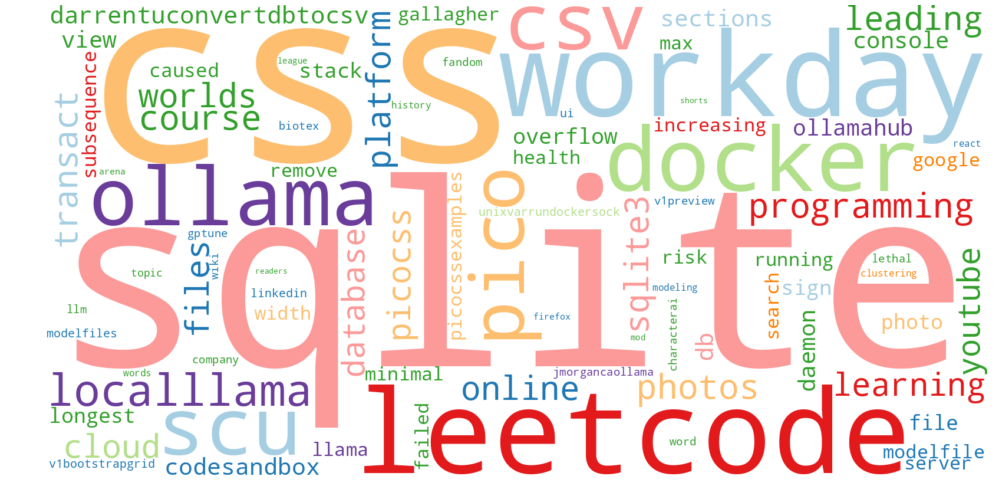 darrentuconvertdbtocsv
gallagher
csv
sections
leading
view
css
league
platform
fandom
workday
max
console
caused
stack
worlds
subsequence
transact
history
shorts
course
biotex
ui
overflow
increasing
ollamahub
react
health
docker
google
arena
remove
ollama
sqlite
pico
picocssexamples
unixvarrundockersock
v1preview
programming
sqlite3
gptune
files
wiki
database
picocss
topic
readers
risk
running
lethal
clustering
youtube
linkedin
modeling
search
sign
llm
width
firefox
characterai
photo
modelfiles
mod
db
daemon
company
words
minimal
jmorgancaollama
localllama
online
photos
learning
longest
scu
leetcode
file
failed
cloud
llama
word
modelfile
v1bootstrapgrid
codesandbox
server